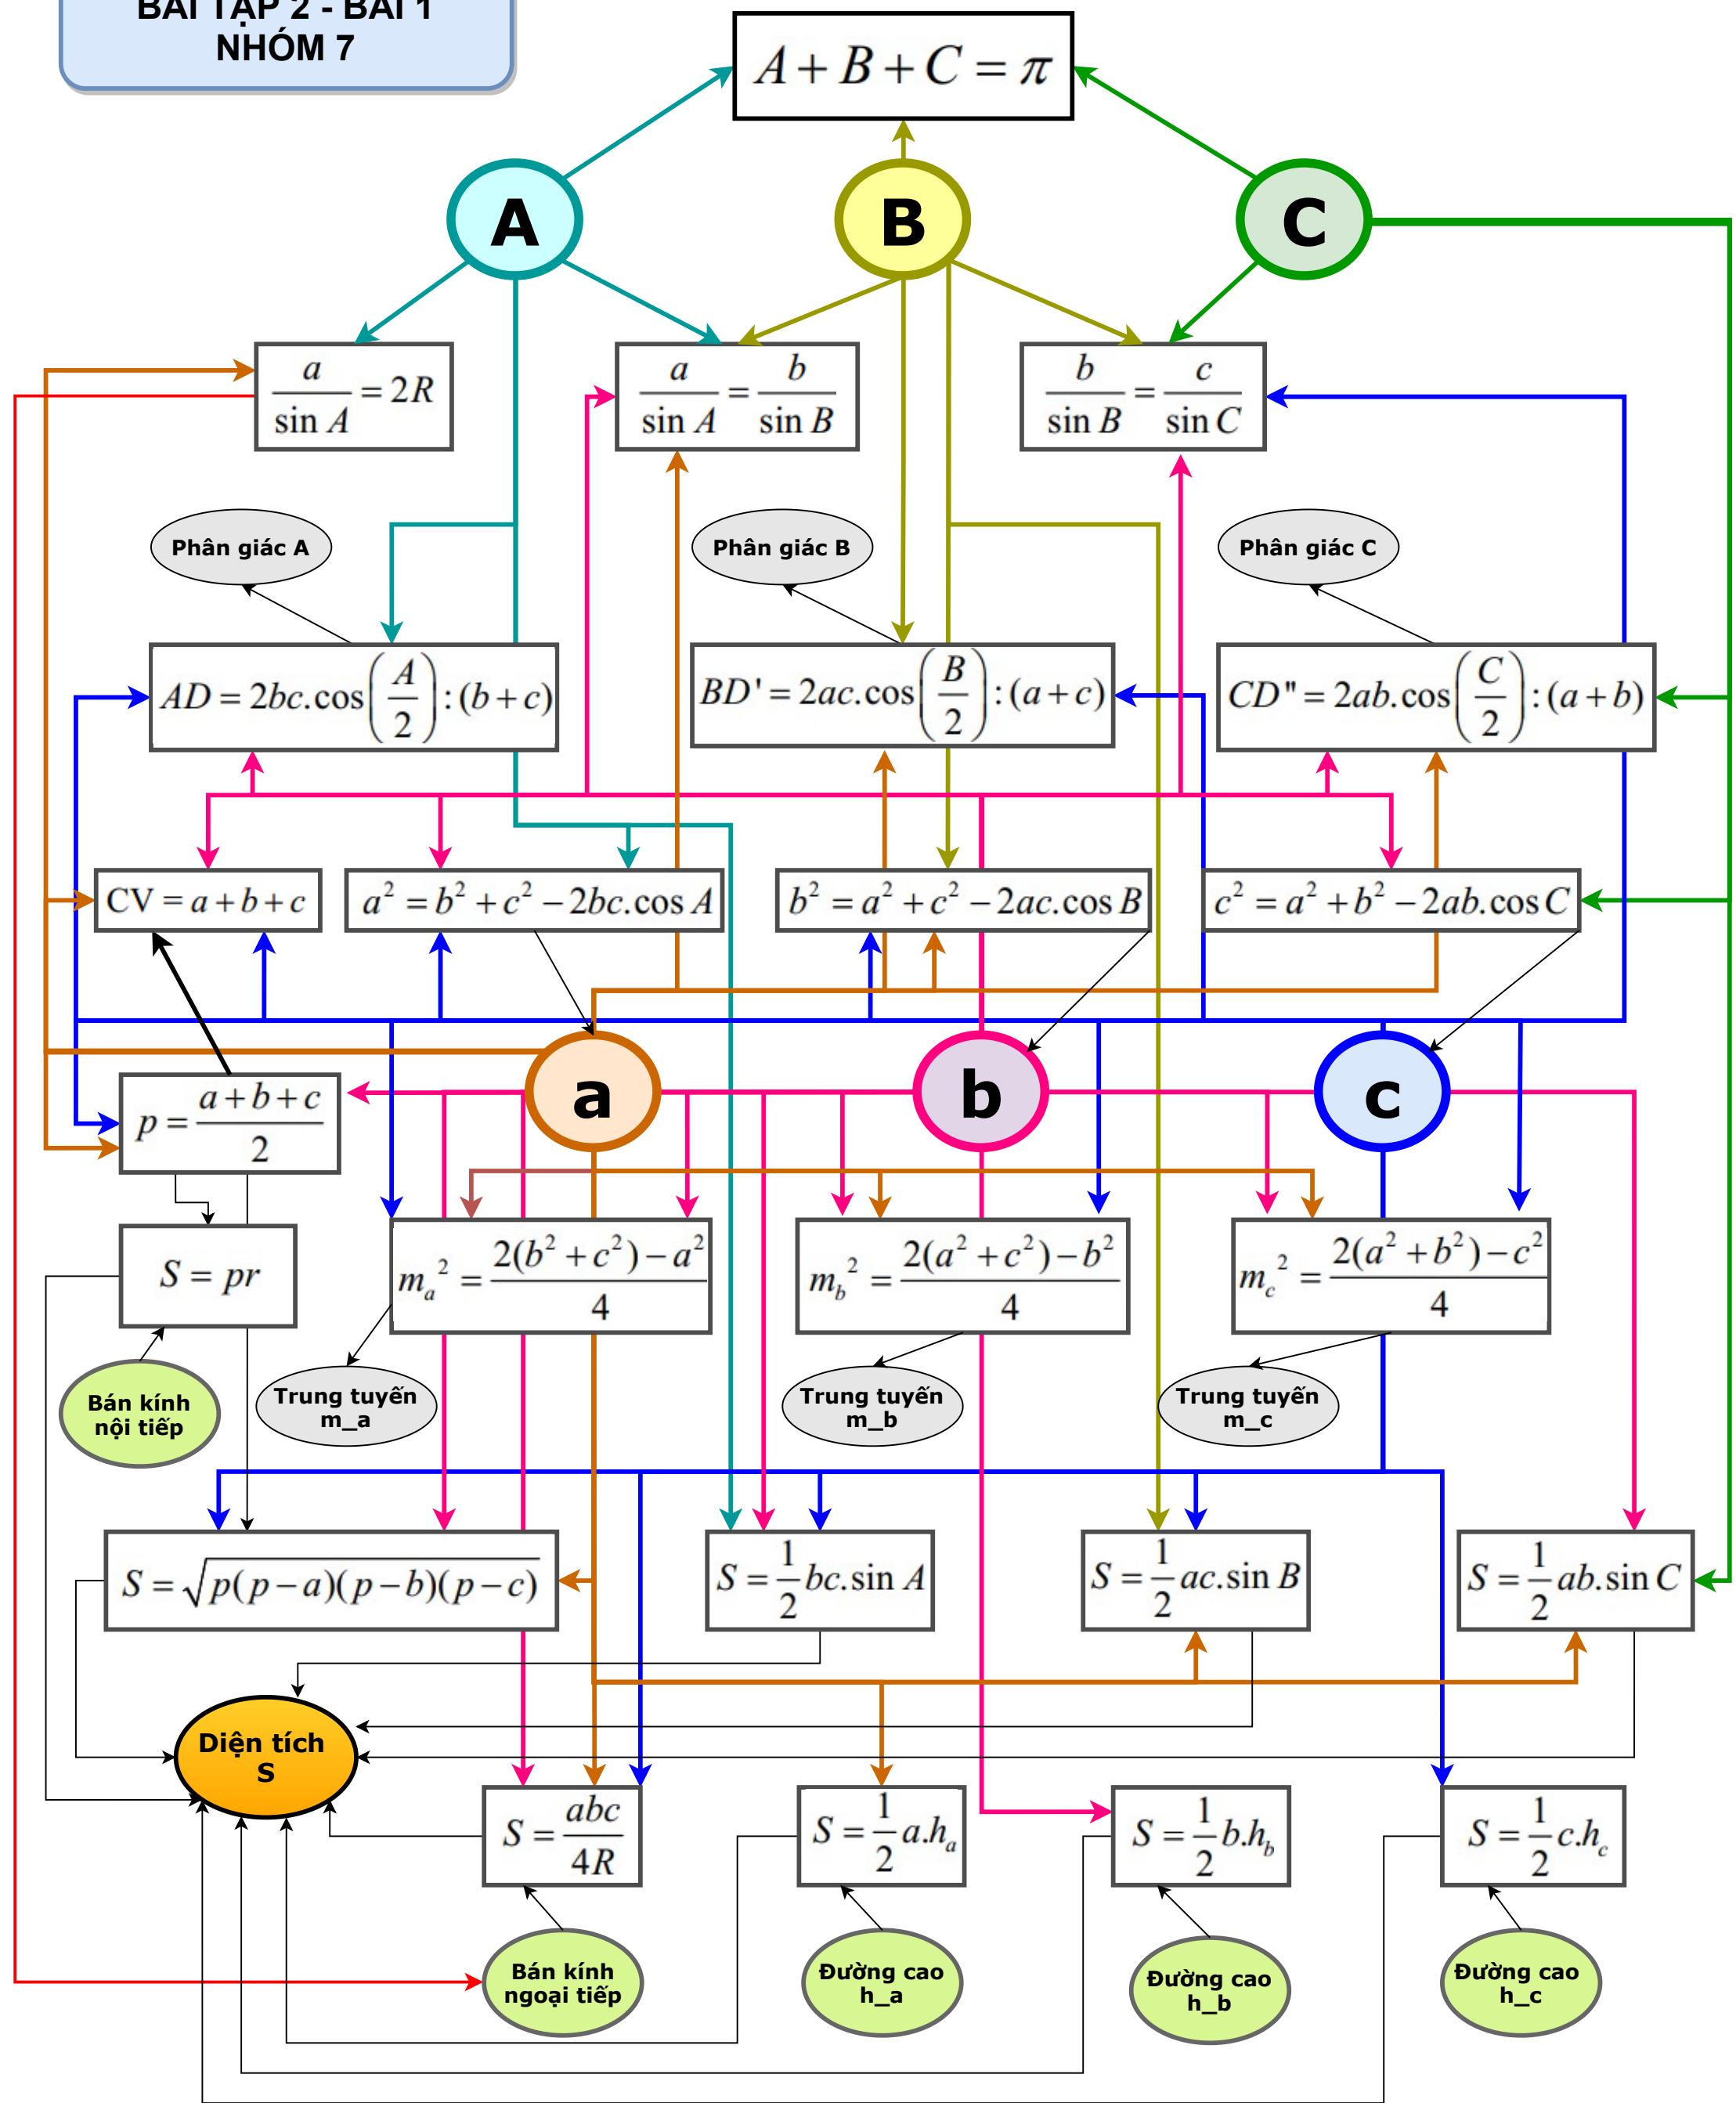 BÀI TẬP 2 - BÀI 1
NHÓM 7
A + B + C = π
A
B
C
a/sin A = 2R
a/sin A = b/sin B
b/sin B = c/sin C
Phân giác A
Phân giác B
Phân giác C
AD = 2bc.cos(A/2):(b+c)
BD' = 2ac.cos(B/2):(a+c)
CD" = 2ab.cos(C/2):(a+b)
CV = a+b+c
a² = b² + c² − 2bc.cos A
b² = a² + c² − 2ac.cos B
c² = a² + b² − 2ab.cos C
a
b
c
p = (a+b+c)/2
S = pr
m_a² = (2(b² + c²) − a²)/4
m_b² = (2(a² + c²) − b²)/4
m_c² = (2(a² + b²) − c²)/4
Bán kính
nội tiếp
Trung tuyến
m_a
Trung tuyến
m_b
Trung tuyến
m_c
S = √(p(p−a)(p−b)(p−c))
S = 1/2 bc.sin A
S = 1/2 ac.sin B
S = 1/2 ab.sin C
Diện tích
S
S = abc/4R
S = 1/2 a.h_a
S = 1/2 b.h_b
S = 1/2 c.h_c
Bán kính
ngoại tiếp
Đường cao
h_a
Đường cao
h_b
Đường cao
h_c